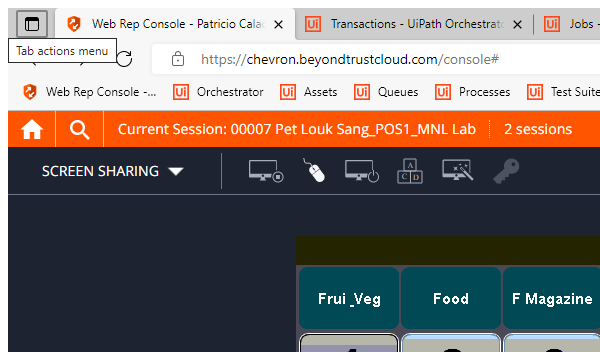 Web Rep Console - Patricio Cala
Transactions - UiPath Orchestrat
Jobs -
Tab actions menu
https://chevron.beyondtrustcloud.com/console#
Web Rep Console -...
Orchestrator
Assets
Queues
Processes
Test Suite
Current Session: 00007 Pet Louk Sang_POS1_MNL Lab
2 sessions
SCREEN SHARING
A
C D
Frui_Veg
Food
F Magazine